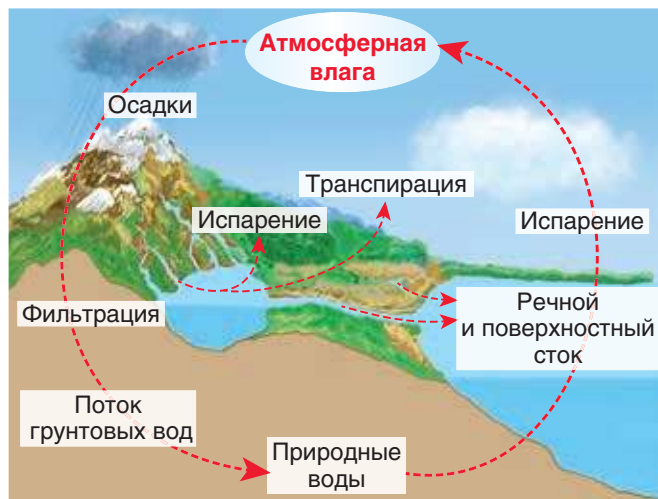 Атмосферная
влага
Осадки
Транспирация
Испарение
Испарение
Фильтрация
Речной
и поверхностный
сток
Поток
грунтовых вод
Природные
воды